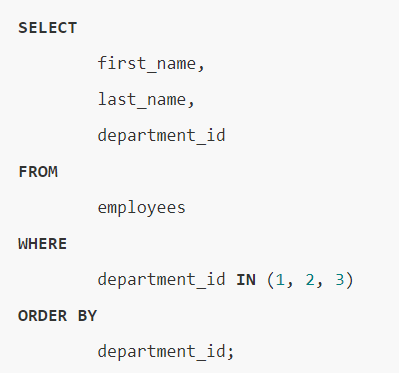 SELECT
first_name,
last_name,
department_id
FROM
employees
WHERE
department_id IN (1, 2, 3)
ORDER BY
department_id;